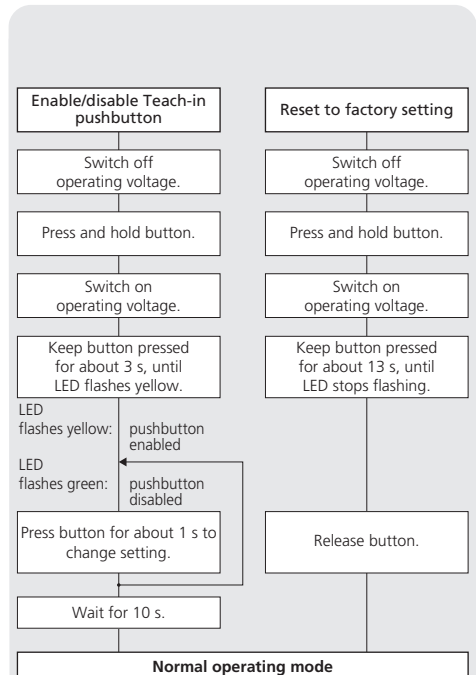 Enable/disable Teach-in
pushbutton
Switch off
operating voltage.
Press and hold button.
Switch on
operating voltage.
Keep button pressed
for about 3 s, until
LED flashes yellow.
LED
flashes yellow:
pushbutton
enabled
LED
flashes green:
pushbutton
disabled
Press button for about 1 s to
change setting.
Wait for 10 s.
Reset to factory setting
Switch off
operating voltage.
Press and hold button.
Switch on
operating voltage.
Keep button pressed
for about 13 s, until
LED stops flashing.
Release button.
Normal operating mode